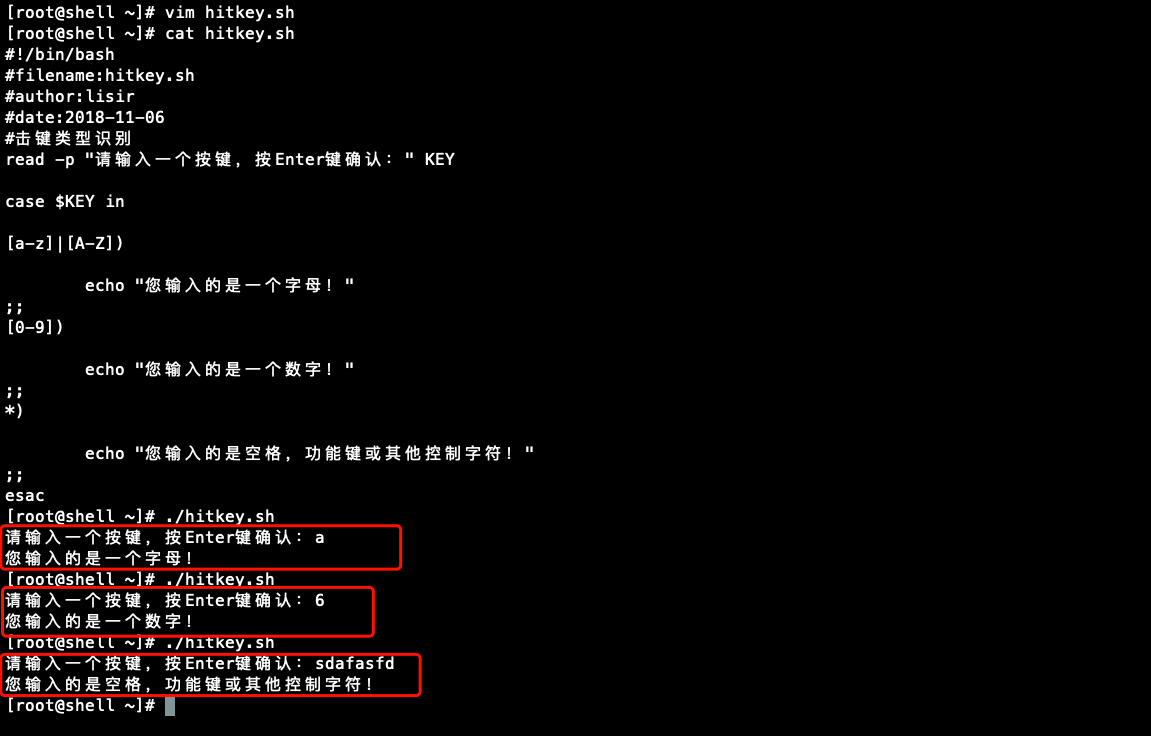 [root@shell ~]# vim hitkey.sh
[root@shell ~]# cat hitkey.sh
#!/bin/bash
#filename:hitkey.sh
#author:lisir
#date:2018-11-06
#击键类型识别
read -p "请输入一个按键，按Enter键确认：" KEY
case $KEY in
[a-z]|[A-Z])
echo "您输入的是一个字母！"
;;
[0-9])
echo "您输入的是一个数字！"
;;
*)
echo "您输入的是空格，功能键或其他控制字符！"
;;
esac
[root@shell ~]# ./hitkey.sh
请输入一个按键，按Enter键确认：a
您输入的是一个字母！
[root@shell ~]# ./hitkey.sh
请输入一个按键，按Enter键确认：6
您输入的是一个数字！
[root@shell ~]# ./hitkey.sh
请输入一个按键，按Enter键确认：sdafasfd
您输入的是空格，功能键或其他控制字符！
[root@shell ~]#